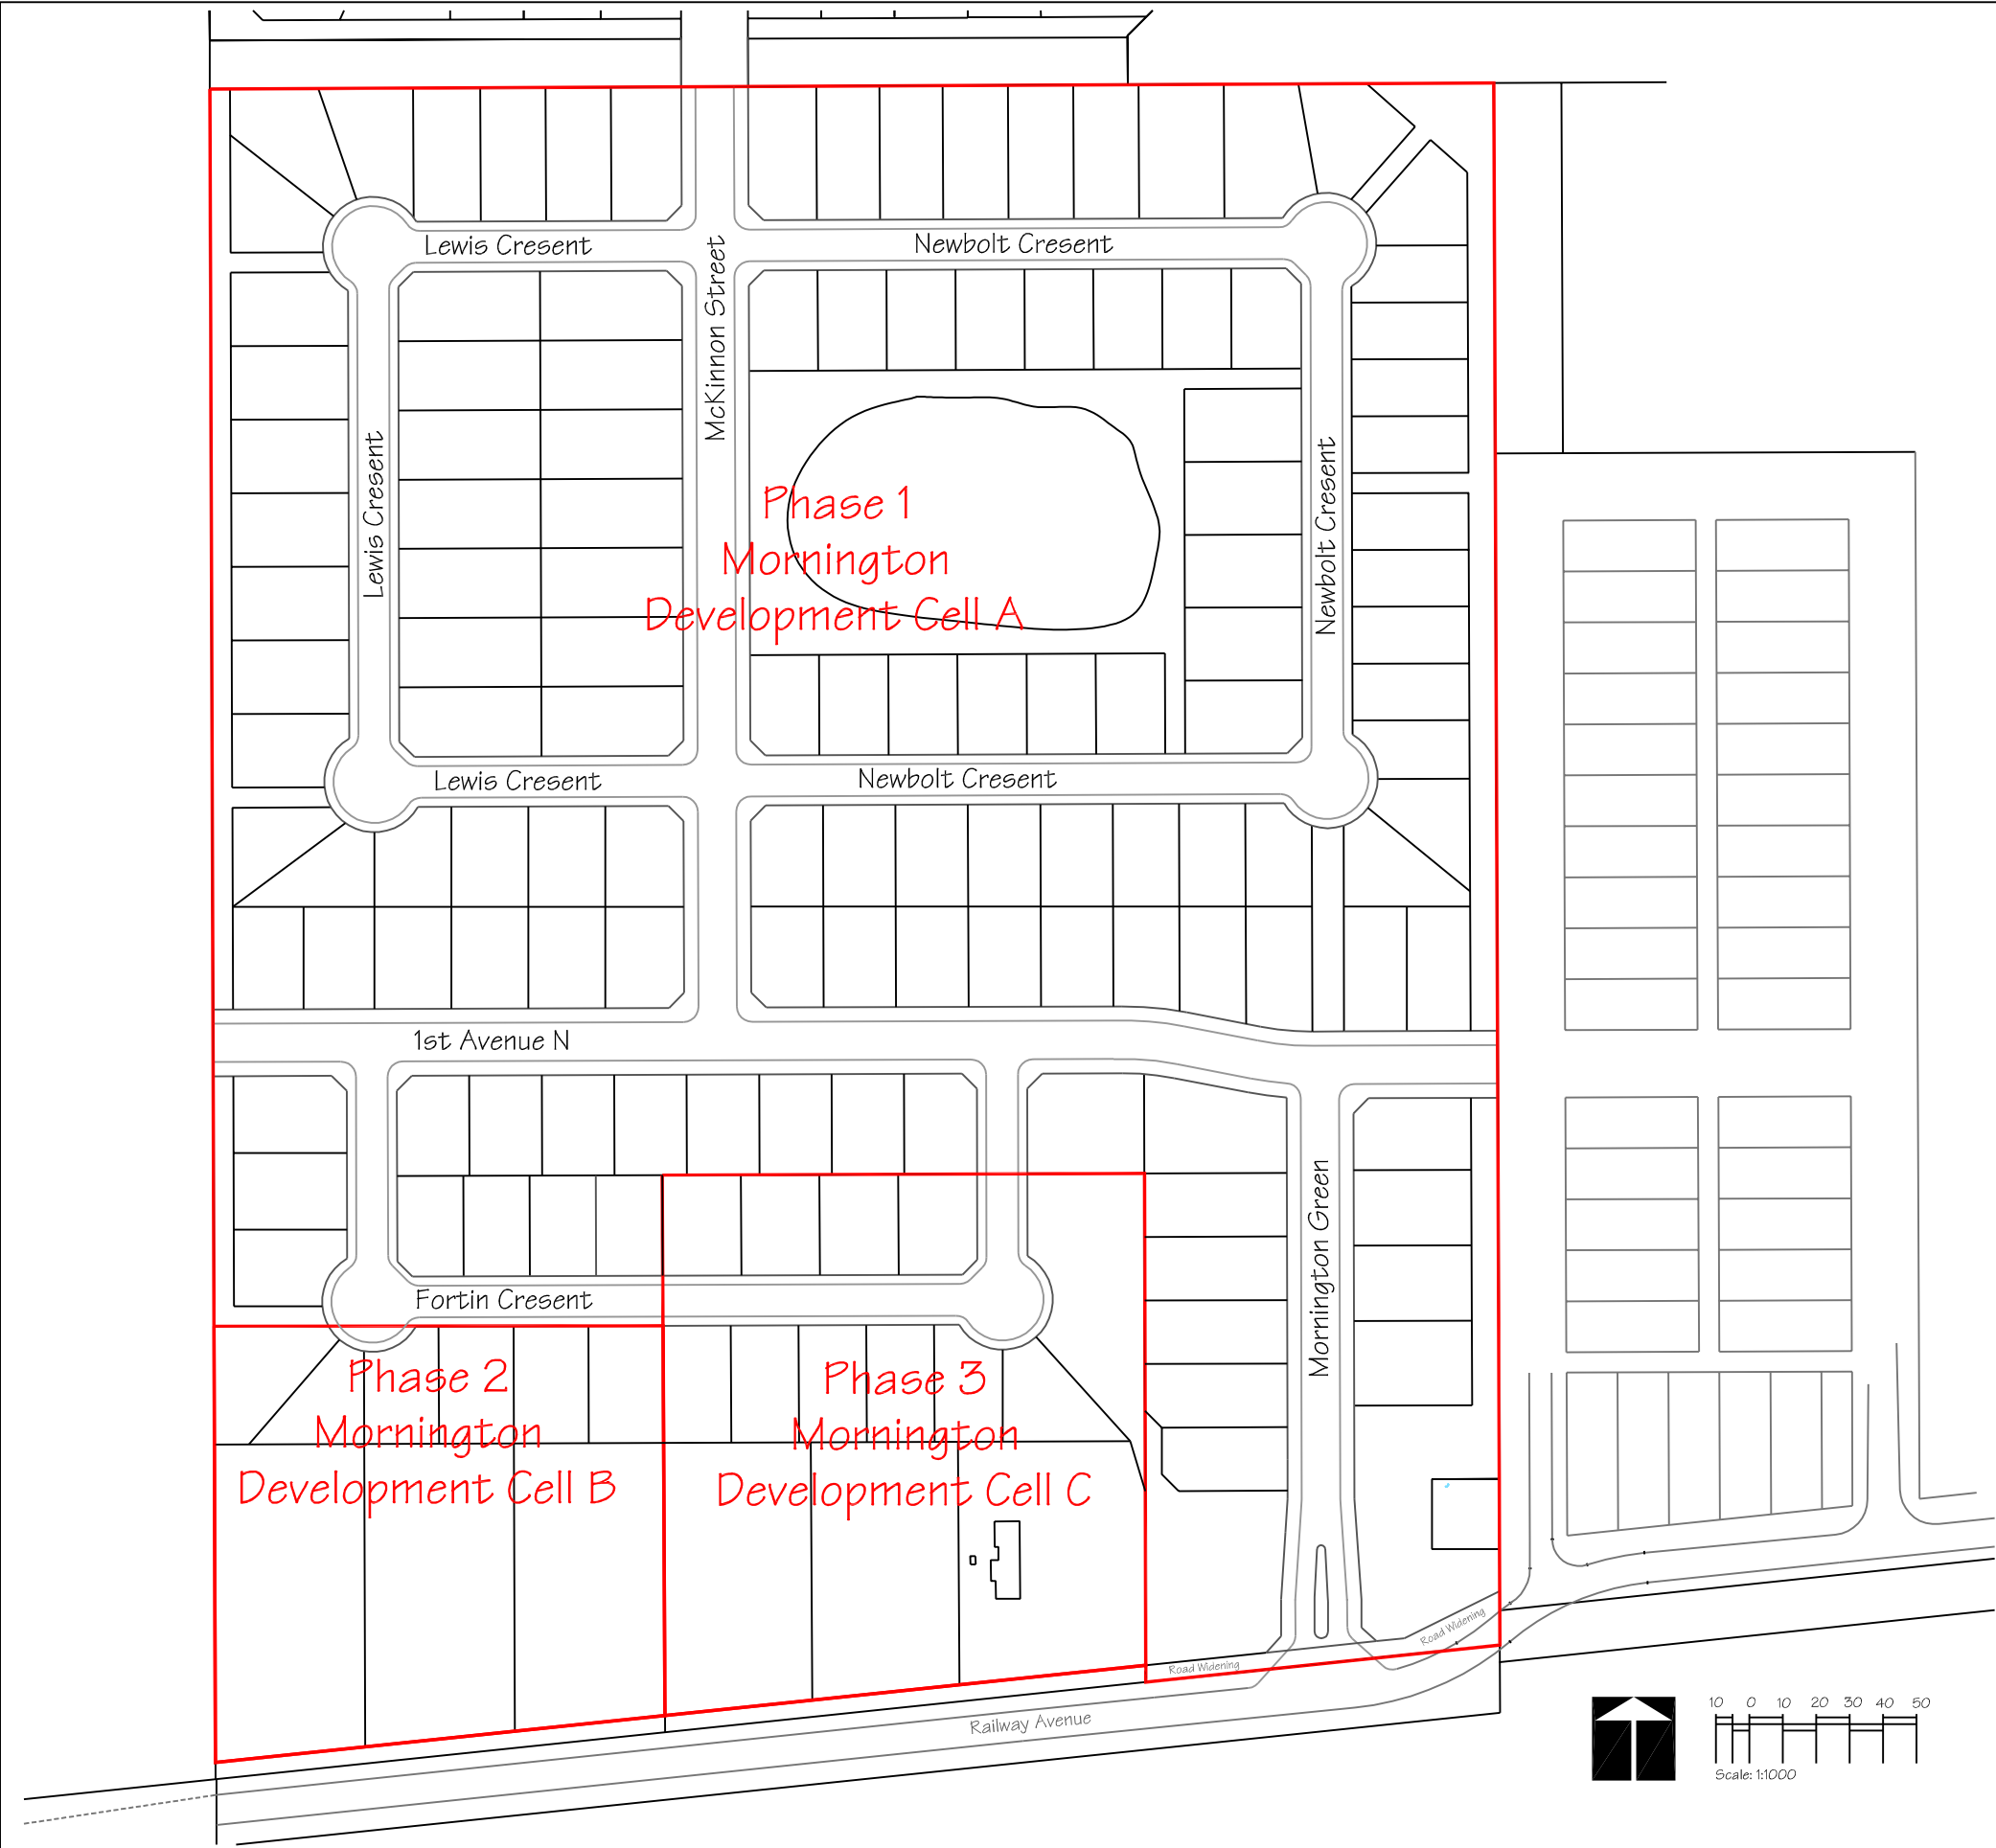 Lewis Cresent
Newbolt Cresent
McKinnon Street
Lewis Cresent
Newbolt Cresent
Phase 1
Mornington
Development Cell A
Lewis Cresent
Newbolt Cresent
1st Avenue N
Mornington Green
Fortin Cresent
Phase 2
Mornington
Development Cell B
Phase 3
Mornington
Development Cell C
Road Widening
Road Widening
Railway Avenue
10 0 10 20 30 40 50
Scale: 1:1000